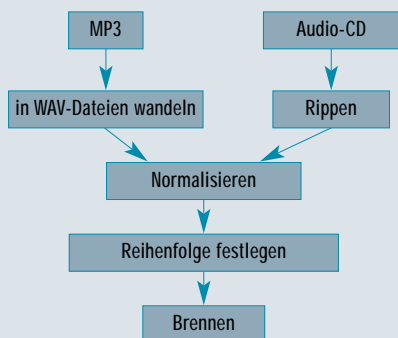 MP3
Audio-CD
in WAV-Dateien wandeln
Rippen
Normalisieren
Reihenfolge festlegen
Brennen